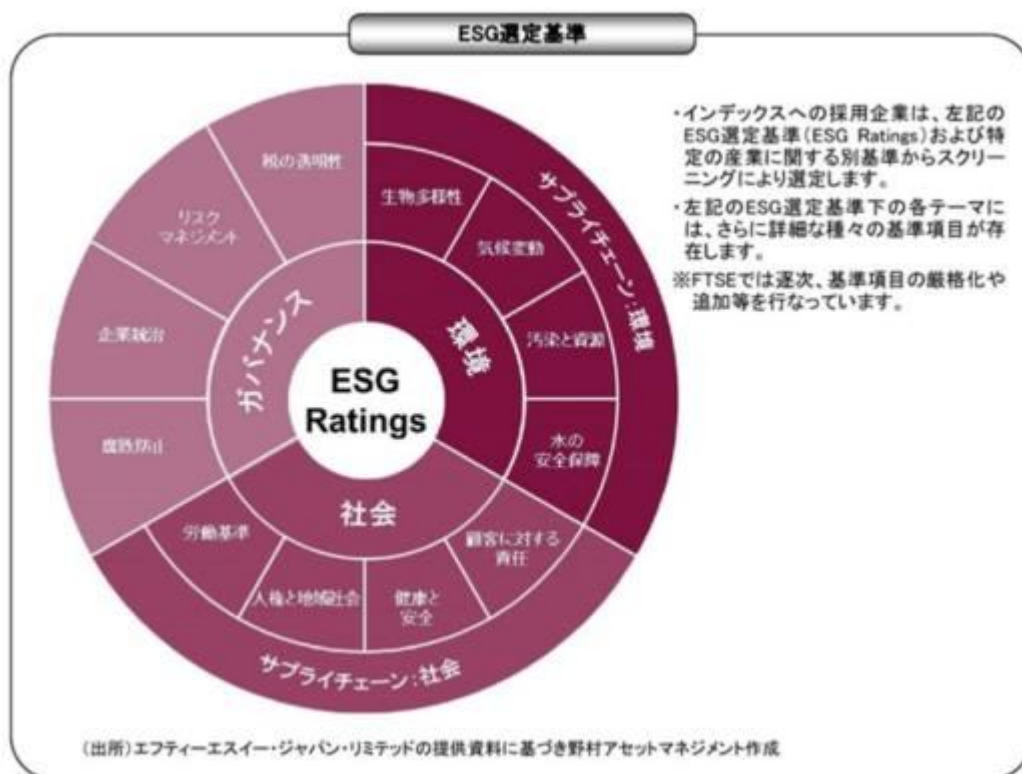 ESG選定基準
税の透明性
リスク
マネジメント
企業統治
腐敗防止
ガバナンス
生物多様性
気候変動
汚染と資源
水の
安全保障
環境
サプライチェーン:環境
ESG
Ratings
社会
労働基準
人権と地域社会
健康と
安全
顧客に対する
責任
サプライチェーン:社会
・インデックスへの採用企業は、左記の
ESG選定基準(ESG Ratings)および特
定の産業に関する別基準からスクリー
ニングにより選定します。
・左記のESG選定基準下の各テーマに
は、さらに詳細な種々の基準項目が存
在します。
※FTSEでは逐次、基準項目の厳格化や
追加等を行なっています。
(出所)エフティーエスイー・ジャパン・リミテッドの提供資料に基づき野村アセットマネジメント作成